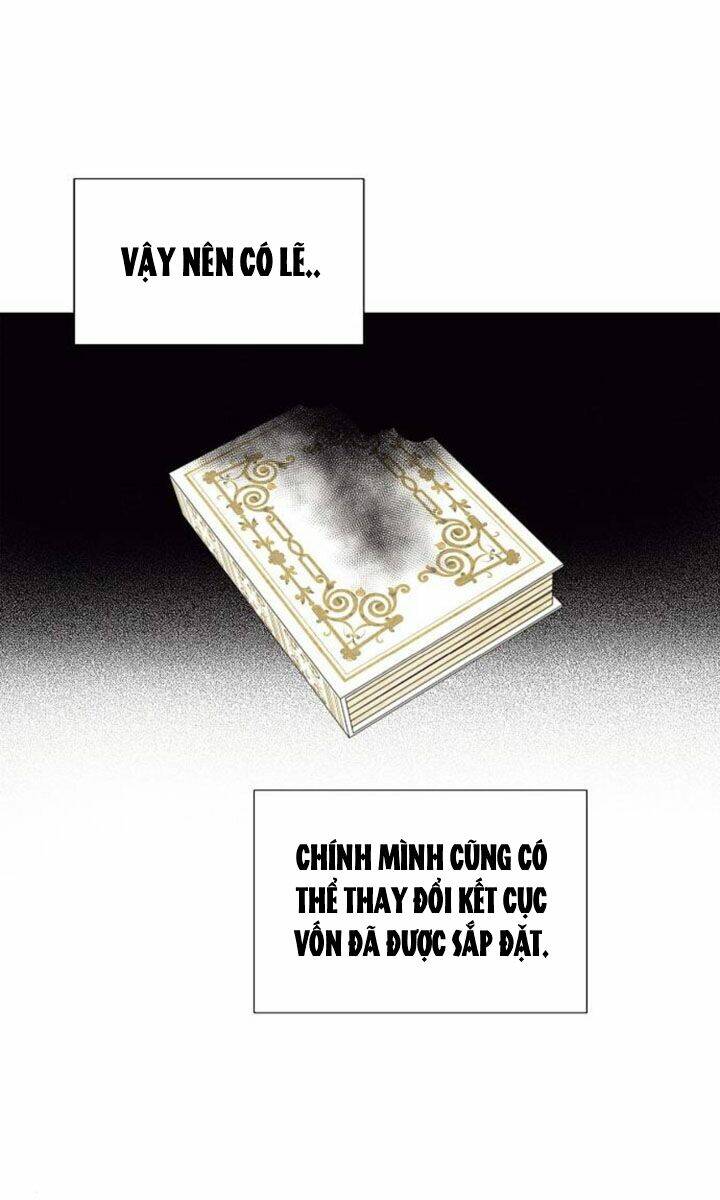 VẬY NÊN CÓ LẼ..
CHÍNH MÌNH CŨNG CÓ
THỂ THAY ĐỔI KẾT CỤC
VỐN ĐÃ ĐƯỢC SẮP ĐẶT.